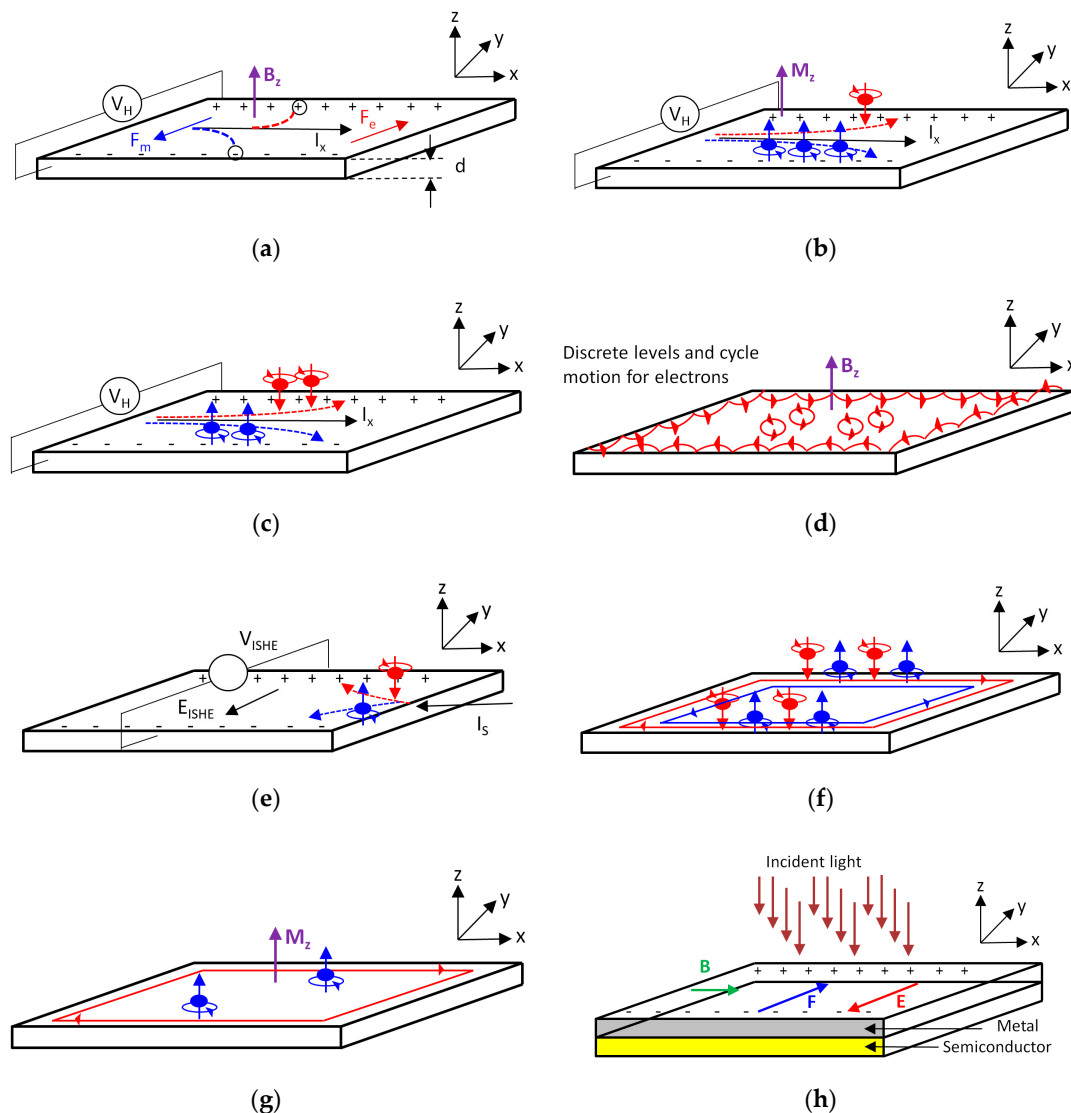 z
y
x
B_z
V_H
+ + + + + + + + +
F_m
F_e
I_x
- - - - - - - - -
d
(a)
z
y
x
M_z
V_H
+ + + + + + + + +
I_x
- - - - - - - - -
(b)
z
y
x
V_H
+ + + + + + + + +
I_x
- - - - - - - - -
(c)
z
y
x
Discrete levels and cycle
motion for electrons
B_z
(d)
z
y
x
V_ISHE
+ + + + + + + + +
E_ISHE
I_S
- - - - - - - - -
(e)
z
y
x
(f)
z
y
x
M_z
(g)
Incident light
z
y
x
+ + + + + + + + +
B
F
E
- - - - - - - - -
Metal
Semiconductor
(h)